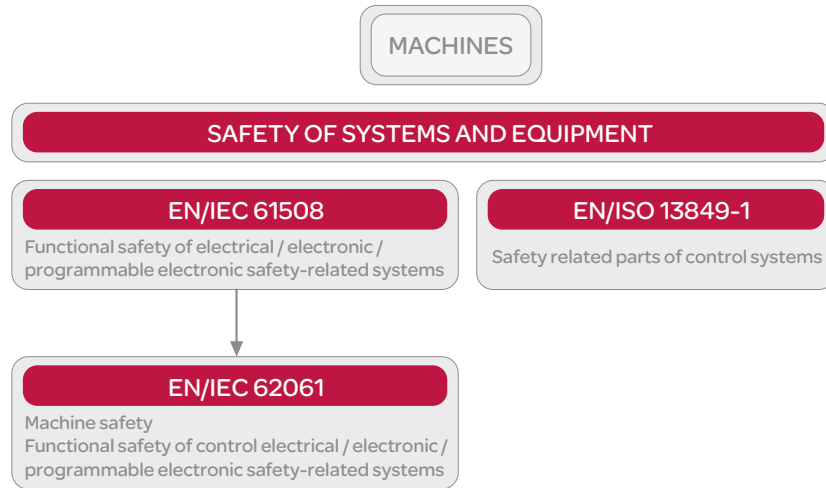 MACHINES
SAFETY OF SYSTEMS AND EQUIPMENT
EN/IEC 61508
Functional safety of electrical / electronic /
programmable electronic safety-related systems
EN/ISO 13849-1
Safety related parts of control systems
EN/IEC 62061
Machine safety
Functional safety of control electrical / electronic /
programmable electronic safety-related systems